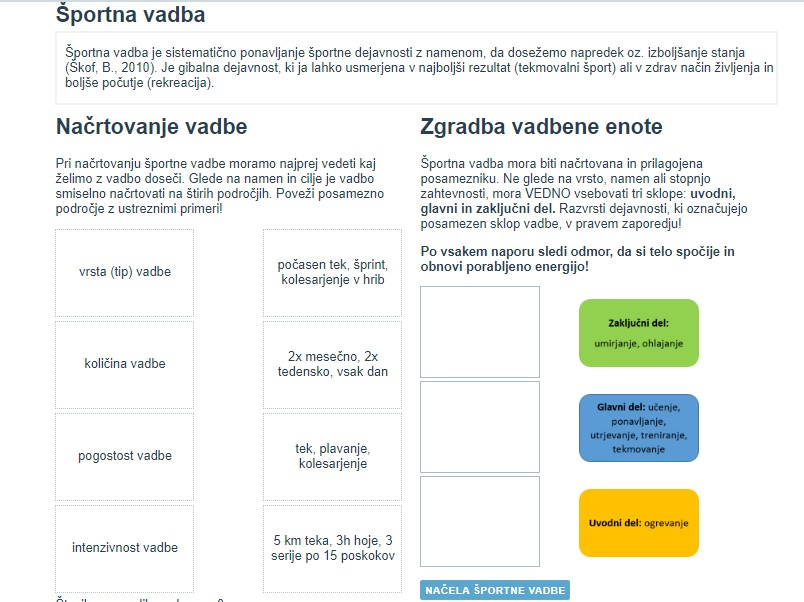 Športna vadba
Športna vadba je sistematično ponavljanje športne dejavnosti z namenom, da dosežemo napredek oz. izboljšanje stanja
(Škof, B., 2010). Je gibalna dejavnost, ki ja lahko usmerjena v najboljši rezultat (tekmovalni šport) ali v zdrav način življenja in
boljše počutje (rekreacija).
Načrtovanje vadbe
Pri načrtovanju športne vadbe moramo najprej vedeti kaj
želimo z vadbo doseči. Glede na namen in cilje je vadbo
smiselno načrtovati na štirih področjih. Poveži posamezno
področje z ustreznimi primeri!
vrsta (tip) vadbe
počasen tek, šprint,
kolesarjenje v hrib
količina vadbe
2x mesečno, 2x
tedensko, vsak dan
pogostost vadbe
tek, plavanje,
kolesarjenje
intenzivnost vadbe
5 km teka, 3h hoje, 3
serije po 15 poskokov
Zgradba vadbene enote
Športna vadba mora biti načrtovana in prilagojena
posamezniku. Ne glede na vrsto, namen ali stopnjo
zahtevnosti, mora VEDNO vsebovati tri sklope: uvodni,
glavni in zaključni del. Razvrsti dejavnosti, ki označujejo
posamezen sklop vadbe, v pravem zaporedju!
Po vsakem naporu sledi odmor, da si telo spočije in
obnovi porabljeno energijo!
Zaključni del:
umirjanje, ohlajanje
Glavni del: učenje,
ponavljanje,
utrjevanje, treniranje,
tekmovanje
Uvodni del: ogrevanje
NAČELA ŠPORTNE VADBE